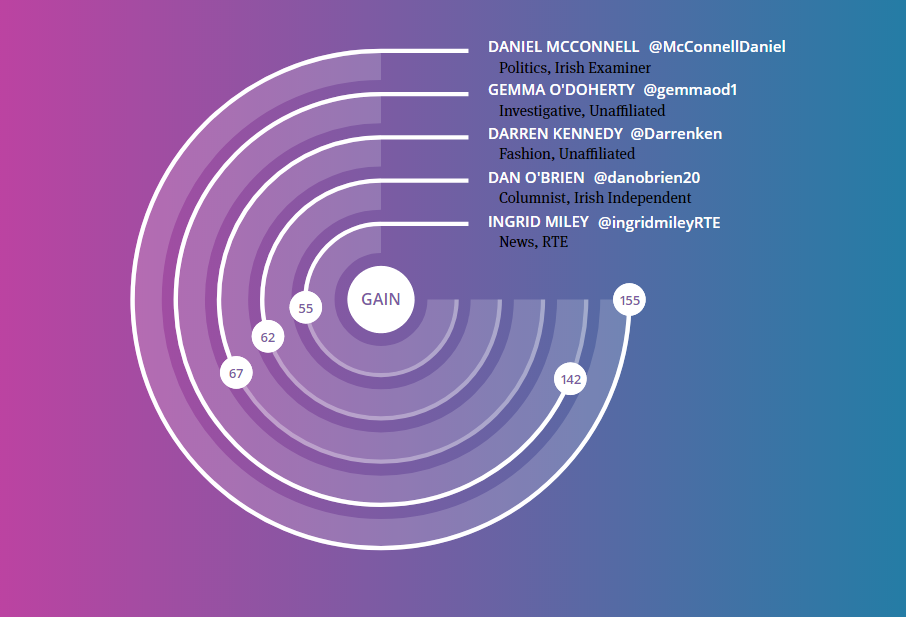 DANIEL MCCONNELL @McConnellDaniel
Politics, Irish Examiner
GEMMA O'DOHERTY @gemmaod1
Investigative, Unaffiliated
DARREN KENNEDY @Darrenken
Fashion, Unaffiliated
DAN O'BRIEN @danobrien20
Columnist, Irish Independent
INGRID MILEY @ingridmileyRTE
News, RTE
GAIN
155
55
62
67
142